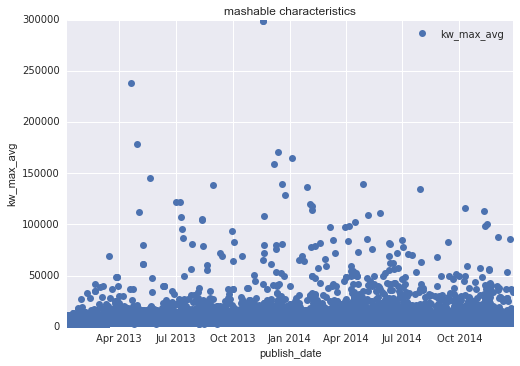 mashable characteristics
300000
250000
200000
150000
100000
50000
0
kw_max_avg
kw_max_avg
Apr 2013
Jul 2013
Oct 2013
Jan 2014
Apr 2014
Jul 2014
Oct 2014
publish_date